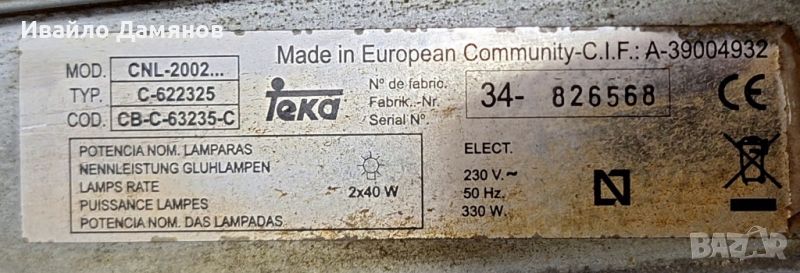 Ивайло Дамянов
Made in European Community-C.I.F.: A-39004932
MOD. CNL-2002...
TYP. C-622325
COD. CB-C-63235-C
Teka
Nº de fabric.
Fabrik.-Nr.
Serial Nº.
34- 826568
CE
POTENCIA NOM. LAMPARAS
NENNLEISTUNG GLUHLAMPEN
LAMPS RATE
PUISSANCE LAMPES
POTENCIA NOM. DAS LAMPADAS.
2x40 W
ELECT.
230 V. ~
50 Hz.
330 W.
N
BAZAR